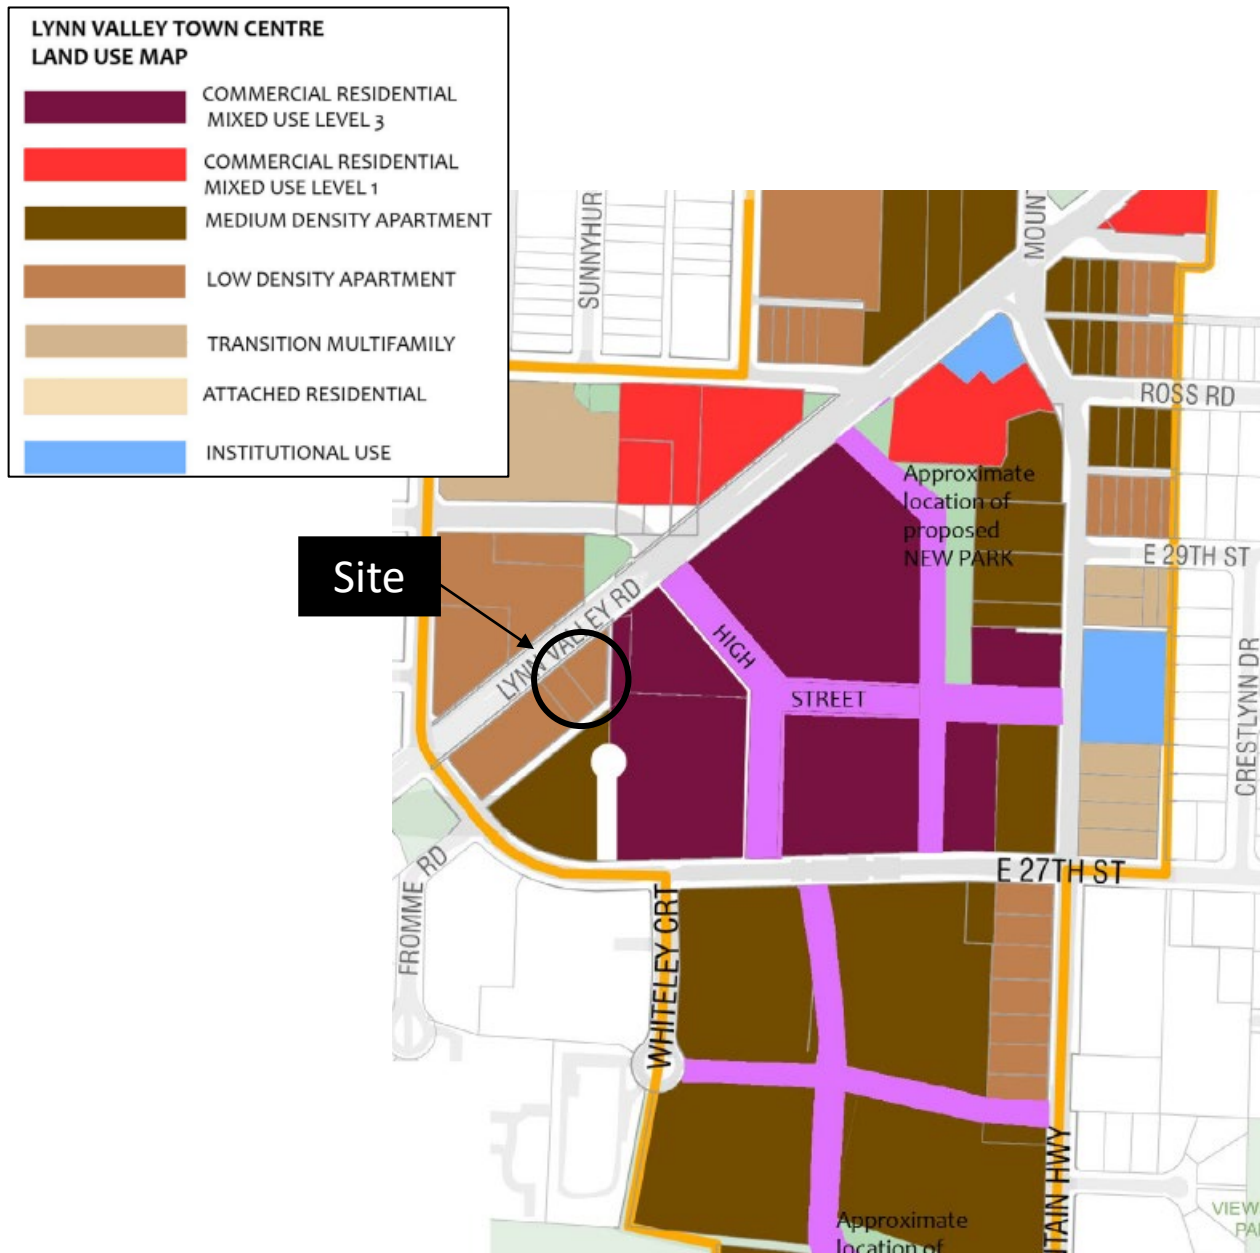 LYNN VALLEY TOWN CENTRE
LAND USE MAP
COMMERCIAL RESIDENTIAL
MIXED USE LEVEL 3
COMMERCIAL RESIDENTIAL
MIXED USE LEVEL 1
MEDIUM DENSITY APARTMENT
LOW DENSITY APARTMENT
TRANSITION MULTIFAMILY
ATTACHED RESIDENTIAL
INSTITUTIONAL USE
SUNNYHUR
MOUNT
ROSS RD
Approximate
location of
proposed
NEW PARK
E 29TH ST
Site
LYNN VALLEY RD
HIGH
STREET
CRESTLYNN DR
E 27TH ST
FROMME RD
WHITELEY CRT
TAIN HWY
VIEW
PA
Approximate
location of